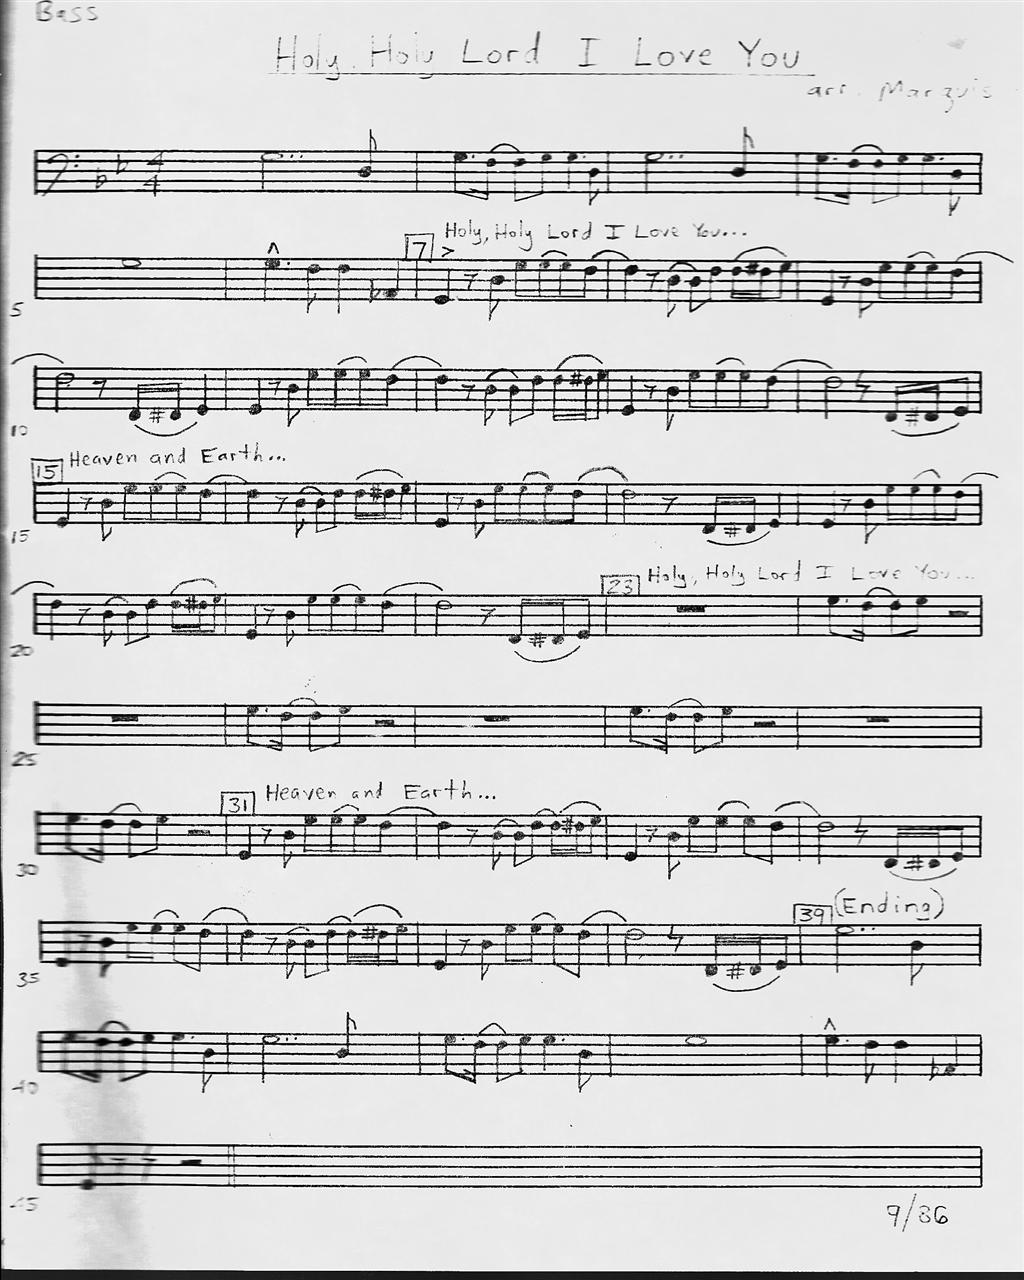 Bass
Holy, Holy Lord I Love You
arr. Marquis
4
4
7 Holy, Holy Lord I Love You...
5
10
15 Heaven and Earth...
15
23 Holy, Holy Lord I Love You...
20
25
31 Heaven and Earth...
30
39 (Ending)
35
40
45
9/86